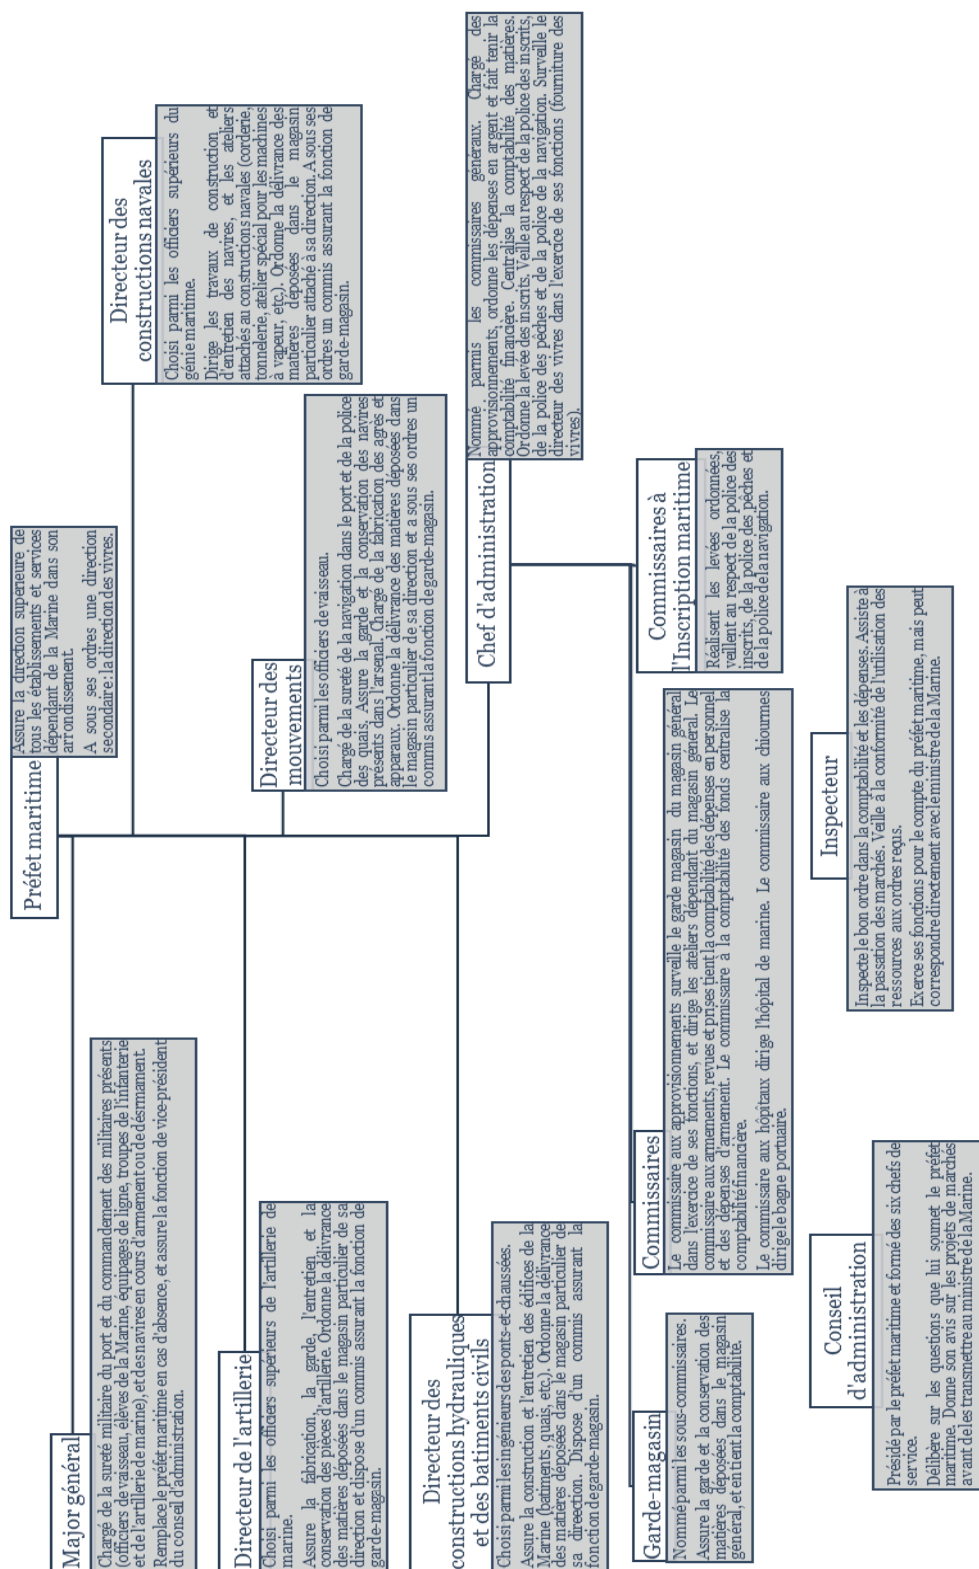 Préfet maritime
Assure la direction supérieure de
tous les établissements et services
dépendant de la Marine dans son
arrondissement.
A sous ses ordres une direction
secondaire : la direction des vivres.
Major général
Chargé de la sureté militaire du port et du commandement des militaires présents
(officiers de vaisseau, élèves de la Marine, équipages de ligne, troupes de l'infanterie
et de l'artillerie de marine), et des navires en cours d'armement ou de désrmament.
Remplace le préfet maritime en cas d'absence, et assure la fonction de vice-président
du conseil d'administration.
Directeur des
constructions navales
Choisi parmi les officiers supérieurs du
génie maritime.
Dirige les travaux de construction et
d'entretien des navires, et les ateliers
attachés au constructions navales (corderie,
tonnelerie, atelier spécial pour les machines
à vapeur, etc.). Ordonne la délivrance des
matières déposées dans le magasin
particulier attaché à sa direction. A sous ses
ordres un commis assurant la fonction de
garde-magasin.
Directeur de l'artillerie
Choisi parmi les officiers supérieurs de l'artillerie de
marine.
Assure la fabrication, la garde, l'entretien et la
conservation des pièces d'artillerie. Ordonne la délivrance
des matières déposées dans le magasin particulier de sa
direction et dispose d'un commis assurant la fonction de
garde-magasin.
Directeur des
mouvements
Choisi parmi les officiers de vaisseau.
Chargé de la sureté de la navigation dans le port et de la police
des quais. Assure la garde et la conservation des navires
présents dans l'arsenal. Chargé de la fabrication des agrès et
apparaux. Ordonne la délivrance des matières déposées dans
le magasin particulier de sa direction et a sous ses ordres un
commis assurant la fonction de garde-magasin.
Directeur des
constructions hydrauliques
et des batiments civils
Choisi parmi les ingénieurs des ponts-et-chaussées.
Assure la construction et l'entretien des édifices de la
Marine (batiments, quais, etc.). Ordonne la délivrance
des matières déposées dans le magasin particulier de
sa direection. Dispose d'un commis assurant la
fonction de garde-magasin.
Chef d'administration
Nommé parmis les commissaires généraux. Chargé des
approvisionnements, ordonne les dépenses en argent et fait tenir la
comptabilité financière. Centralise la comptabilité des matières.
Ordonne la levée des inscrits. Veille au respect de la police des inscrits,
de la police des pêches et de la police de la navigation. Surveille le
directeur des vivres dans l'exercice de ses fonctions (fourniture des
vivres).
Garde-magasin
Nommé parmi les sous-commissaires.
Assure la garde et la conservation des
matières déposées dans le magasin
général, et en tient la comptabilité.
Commissaires
Le commissaire aux approvisionnements surveille le garde magasin du magasin général
dans l'exercice de ses fonctions, et dirige les ateliers dépendant du magasin général. Le
commissaire aux armements, revues et prises tient la comptabilité des dépenses en personnel
et des dépenses d'armement. Le commissaire à la comptabilité des fonds centralise la
comptabilité financière.
Le commissaire aux hôpitaux dirige l'hôpital de marine. Le commissaire aux chiourmes
dirige le bagne portuaire.
Commissaires à
l'Inscription maritime
Réalisent les levées ordonnées,
veillent au respect de la police des
inscrits, de la police des pêches et
de la police de la navigation.
Conseil
d'administration
Présidé par le préfet maritime et formé des six chefs de
service.
Délibère sur les questions que lui soumet le préfet
maritime. Donne son avis sur les projets de marchés
avant de les transmettre au ministre de la Marine.
Inspecteur
Inspecte le bon ordre dans la comptabilité et les dépenses. Assiste à
la passation des marchés. Veille à la conformité de l'utilisation des
ressources aux ordres reçus.
Exerce ses fonctions pour le compte du préfet maritime, mais peut
correspondre directement avec le ministre de la Marine.